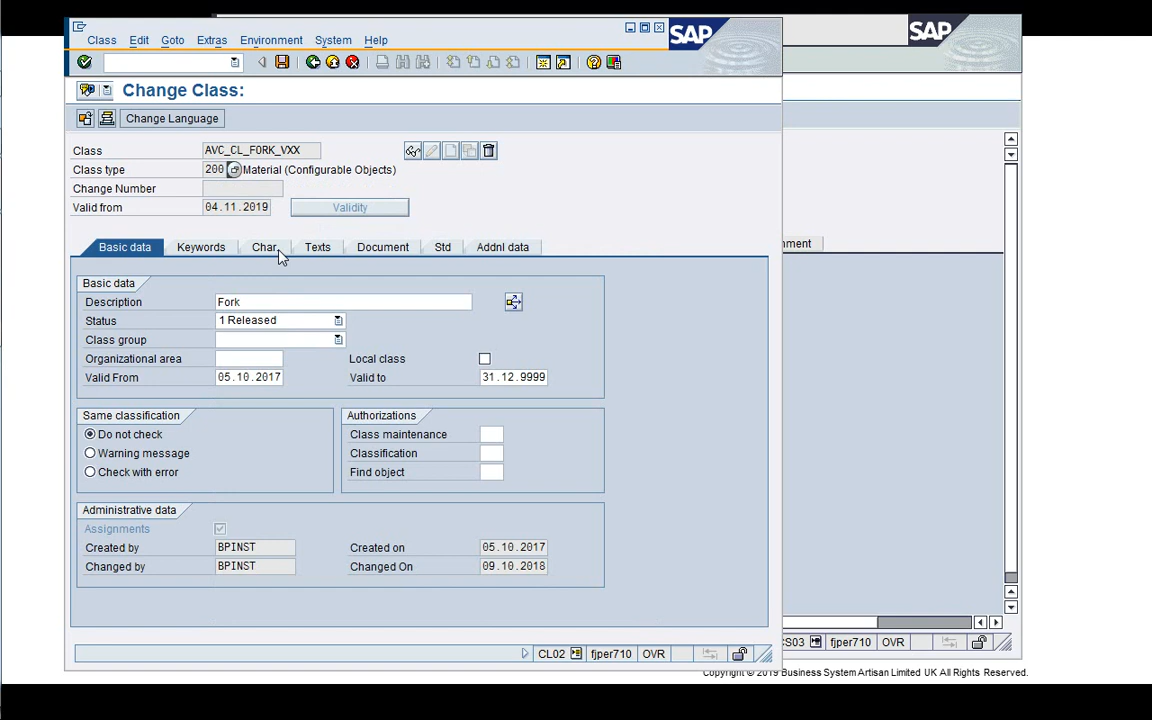 SAP
SAP
Class Edit Goto Extras Environment System Help
Change Class:
Change Language
Class AVC_CL_FORK_VXX
Class type 200 Material (Configurable Objects)
Change Number
Valid from 04.11.2019 Validity
Basic data Keywords Char. Texts Document Std Addnl data
Basic data
Description Fork
Status 1 Released
Class group
Organizational area Local class
Valid From 05.10.2017 Valid to 31.12.9999
Same classification Authorizations
Do not check Class maintenance
Warning message Classification
Check with error Find object
Administrative data
Assignments
Created by BPINST Created on 05.10.2017
Changed by BPINST Changed On 09.10.2018
CL02 fjper710 OVR
CS03 fjper710 OVR
Copyright © 2019 Business System Artisan Limited UK All Rights Reserved.